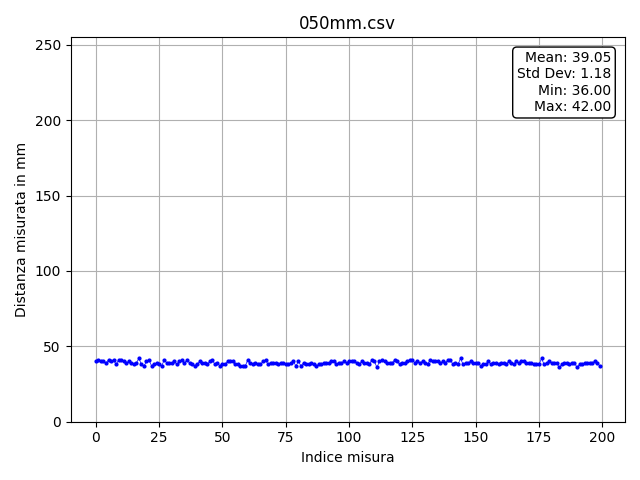 050mm.csv
250
200
150
100
50
0
Distanza misurata in mm
Mean: 39.05
Std Dev: 1.18
Min: 36.00
Max: 42.00
0 25 50 75 100 125 150 175 200
Indice misura